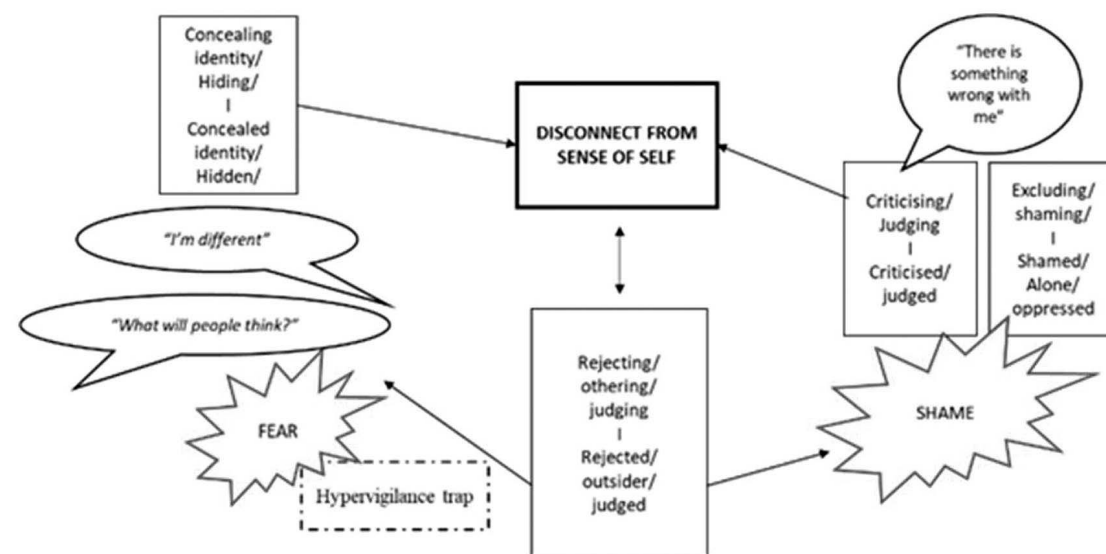 Concealing
identity/
Hiding/
I
Concealed
identity/
Hidden/
DISCONNECT FROM
SENSE OF SELF
“There is
something
wrong with
me”
Criticising/
Judging
I
Criticised/
judged
Excluding/
shaming/
I
Shamed/
Alone/
oppressed
“I’m different”
“What will people think?”
Rejecting/
othering/
judging
I
Rejected/
outsider/
judged
FEAR
SHAME
Hypervigilance trap